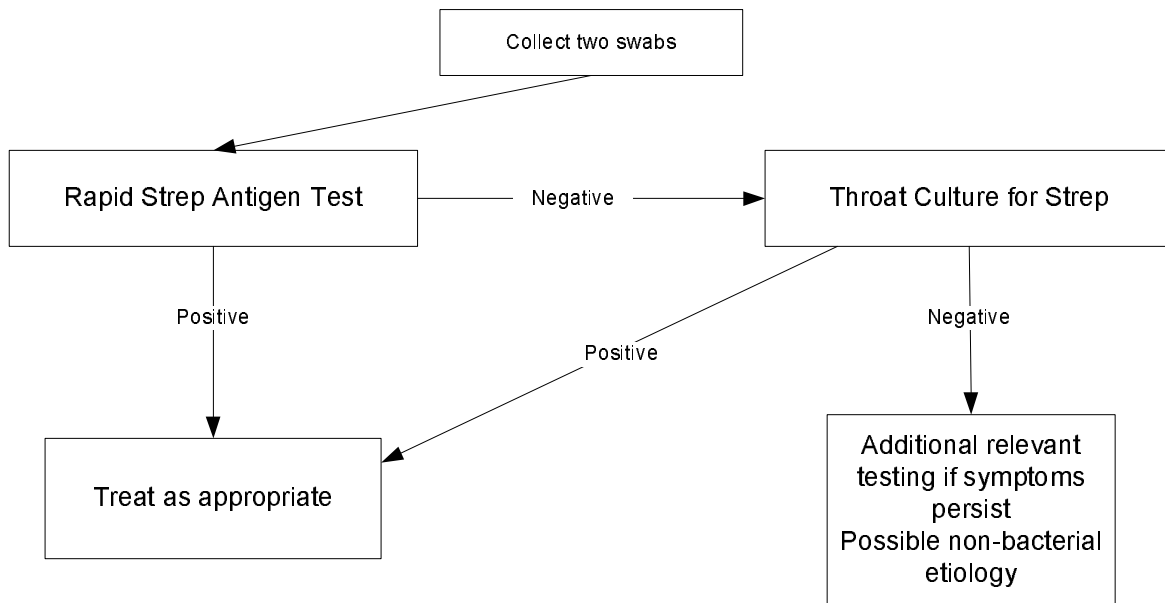 Collect two swabs
Rapid Strep Antigen Test
Negative
Throat Culture for Strep
Positive
Negative
Positive
Treat as appropriate
Additional relevant
testing if symptoms
persist
Possible non-bacterial
etiology